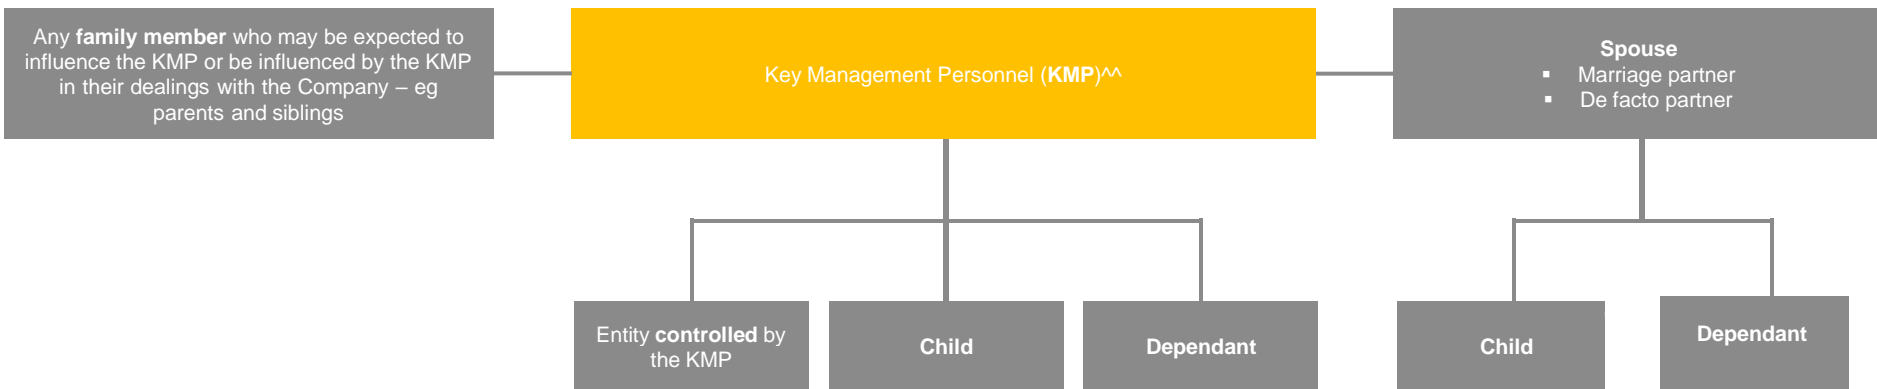 Any family member who may be expected to
influence the KMP or be influenced by the KMP
in their dealings with the Company – eg
parents and siblings
Key Management Personnel (KMP)^^
Spouse
▪ Marriage partner
▪ De facto partner
Entity controlled by
the KMP
Child
Dependant
Child
Dependant